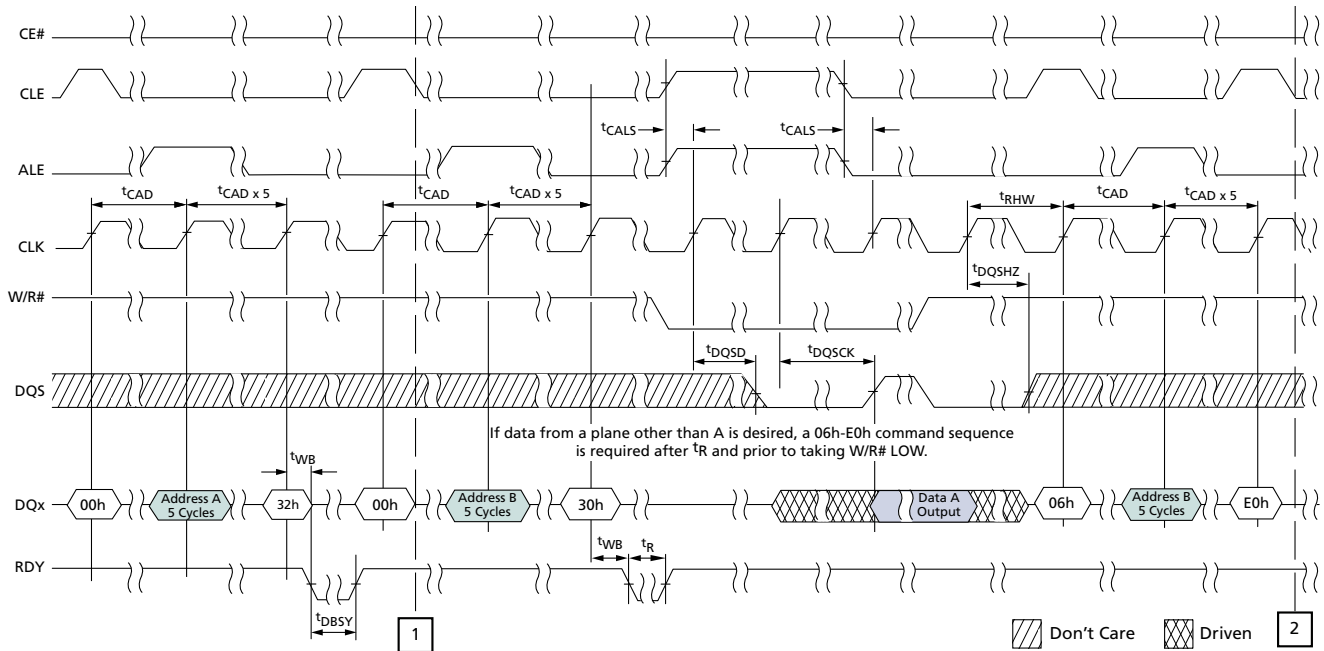 CE#
CLE
tCALS
tCALS
ALE
tCAD
tCAD x 5
tCAD
tCAD x 5
tRHW
tCAD
tCAD x 5
CLK
tDQSHZ
W/R#
tDQSD
tDQSCK
DQS
If data from a plane other than A is desired, a 06h-E0h command sequence
is required after tR and prior to taking W/R# LOW.
tWB
DQx
00h
Address A
5 Cycles
32h
00h
Address B
5 Cycles
30h
Data A
Output
06h
Address B
5 Cycles
E0h
tWB
tR
RDY
tDBSY
1
Don't Care
Driven
2